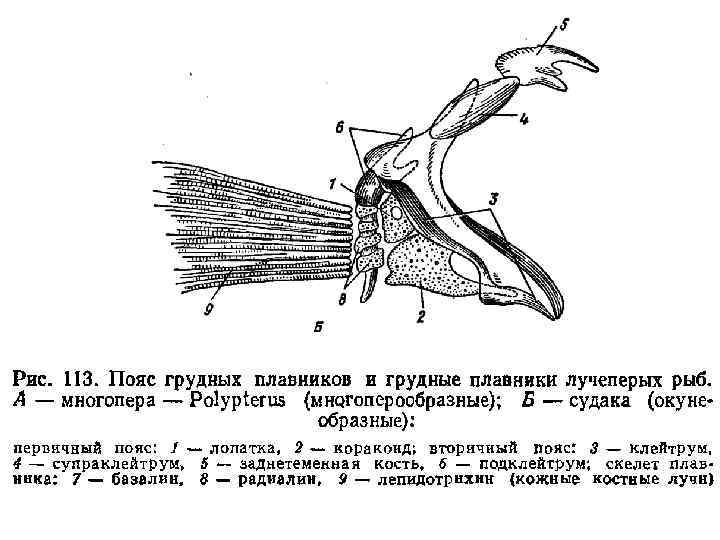 5
6
4
1
3
9
8
2
Б
Рис. 113. Пояс грудных плавников и грудные плавники лучеперых рыб.
А — многопера — Polypterus (многоперообразные); Б — судака (окуне-
образные):
первичный пояс: 1 — лопатка, 2 — коракоид; вторичный пояс: 3 — клейтрум,
4 — супраклейтрум, 5 — заднетеменная кость, 6 — подклейтрум; скелет плав-
ника: 7 — базалии, 8 — радиалии, 9 — лепидотрихии (кожные костные лучи)